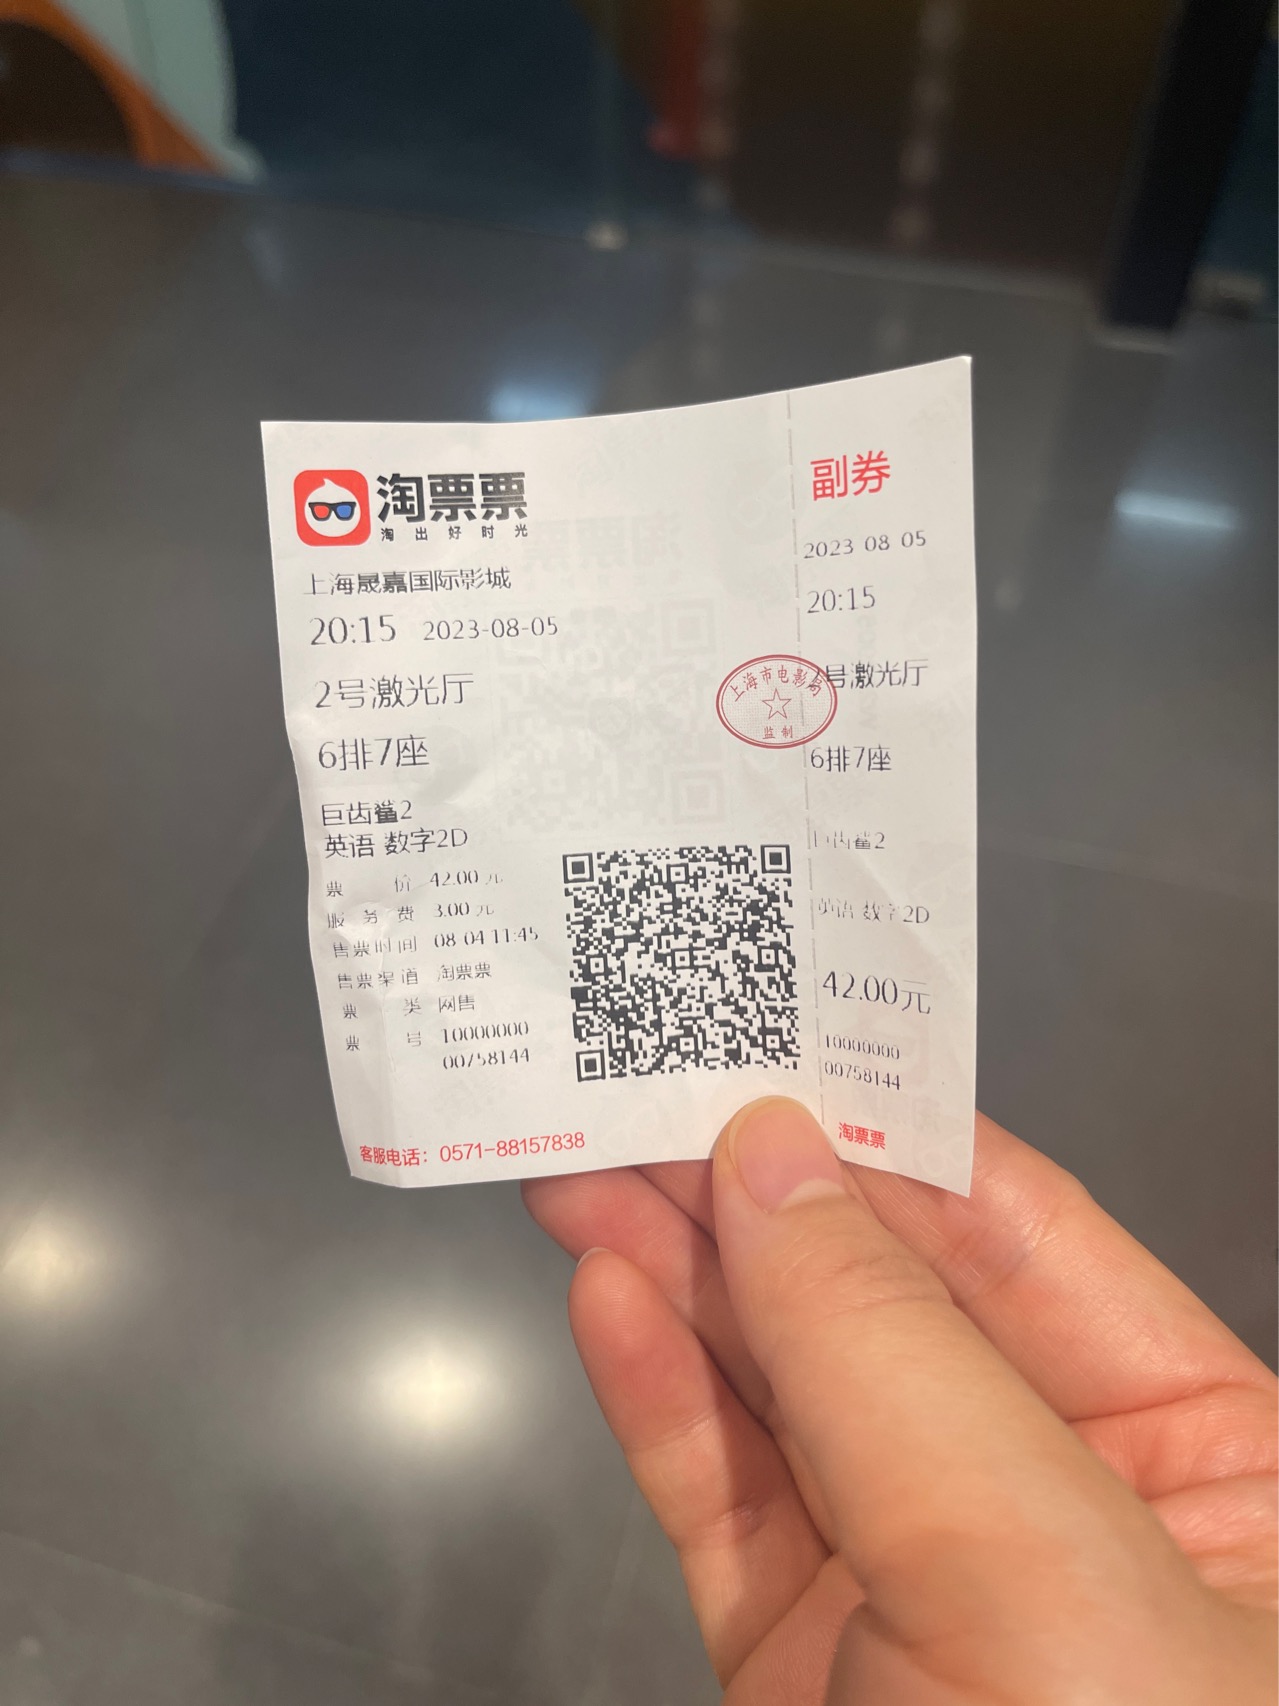 淘票票
淘出好时光
上海晟嘉国际影城
20:15 2023-08-05
2号激光厅
6排7座
巨齿鲨2
英语 数字2D
票价 42.00 元
服务费 3.00 元
售票时间 08-04 11:45
售票渠道 淘票票
票类 网售
票号 10000000
00758144
客服电话：0571-88157838
副券
2023 08 05
20:15
2号激光厅
上海市电影局
监制
6排7座
巨齿鲨2
英语 数字2D
42.00元
10000000
00758144
淘票票